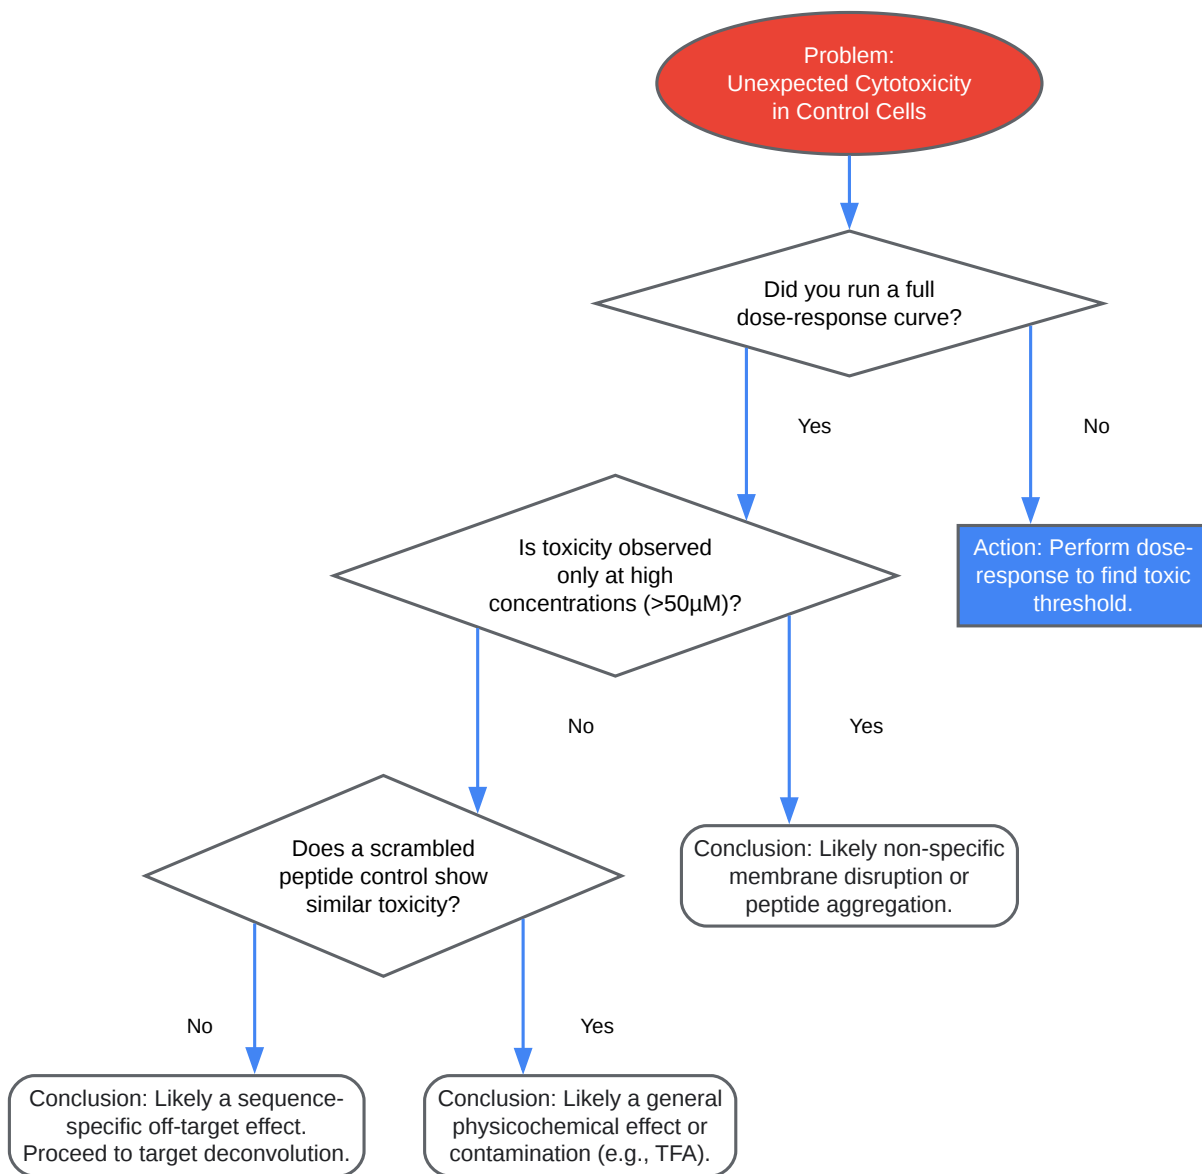 Problem:
Unexpected Cytotoxicity
in Control Cells
Did you run a full
dose-response curve?
Yes
No
Is toxicity observed
only at high
concentrations (>50µM)?
Action: Perform dose-
response to find toxic
threshold.
No
Yes
Does a scrambled
peptide control show
similar toxicity?
Conclusion: Likely non-specific
membrane disruption or
peptide aggregation.
No
Yes
Conclusion: Likely a sequence-
specific off-target effect.
Proceed to target deconvolution.
Conclusion: Likely a general
physicochemical effect or
contamination (e.g., TFA).